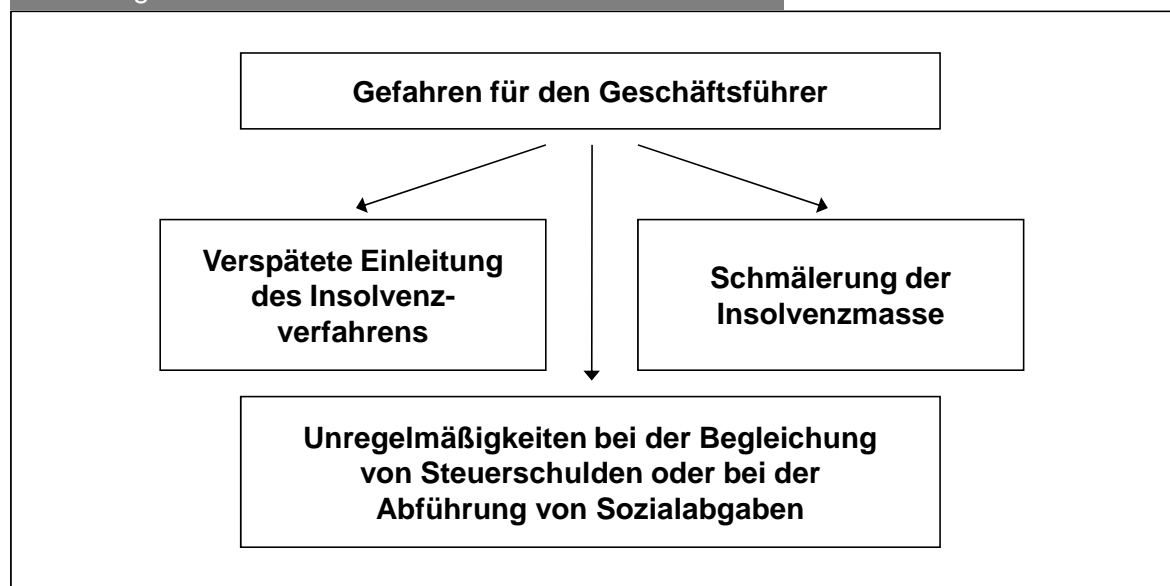 Gefahren für den Geschäftsführer
Verspätete Einleitung
des Insolvenz-
verfahrens
Schmälerung der
Insolvenzmasse
Unregelmäßigkeiten bei der Begleichung
von Steuerschulden oder bei der
Abführung von Sozialabgaben